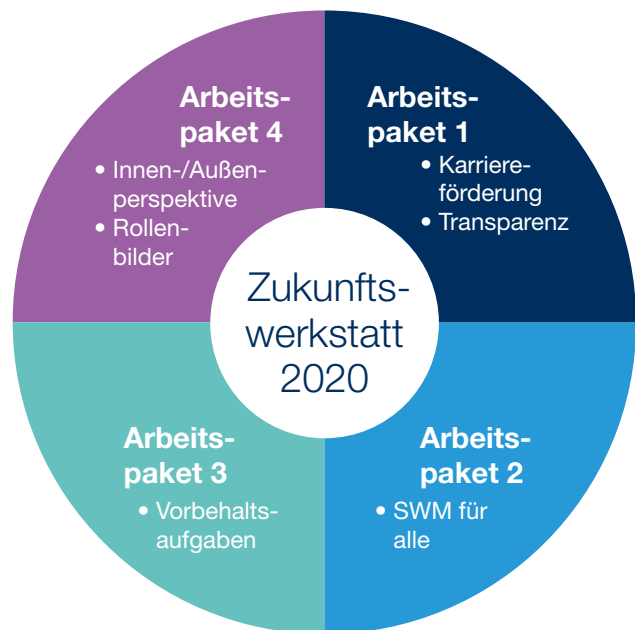 Arbeits-
paket 4
• Innen-/Außen-
perspektive
• Rollen-
bilder
Arbeits-
paket 1
• Karriere-
förderung
• Transparenz
Zukunfts-
werkstatt
2020
Arbeits-
paket 3
• Vorbehalts-
aufgaben
Arbeits-
paket 2
• SWM für
alle